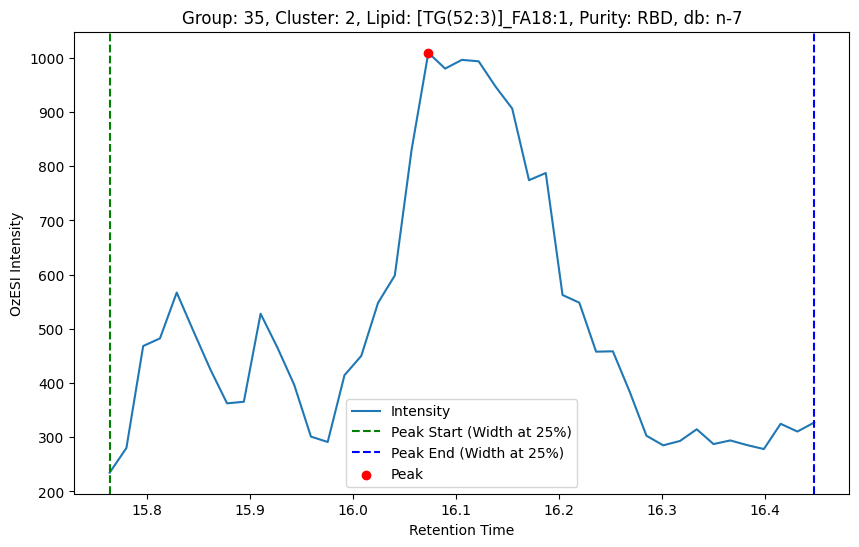 Group: 35, Cluster: 2, Lipid: [TG(52:3)]_FA18:1, Purity: RBD, db: n-7
OzESI Intensity
1000
900
800
700
600
500
400
300
200
15.8 15.9 16.0 16.1 16.2 16.3 16.4
Retention Time
Intensity
Peak Start (Width at 25%)
Peak End (Width at 25%)
Peak